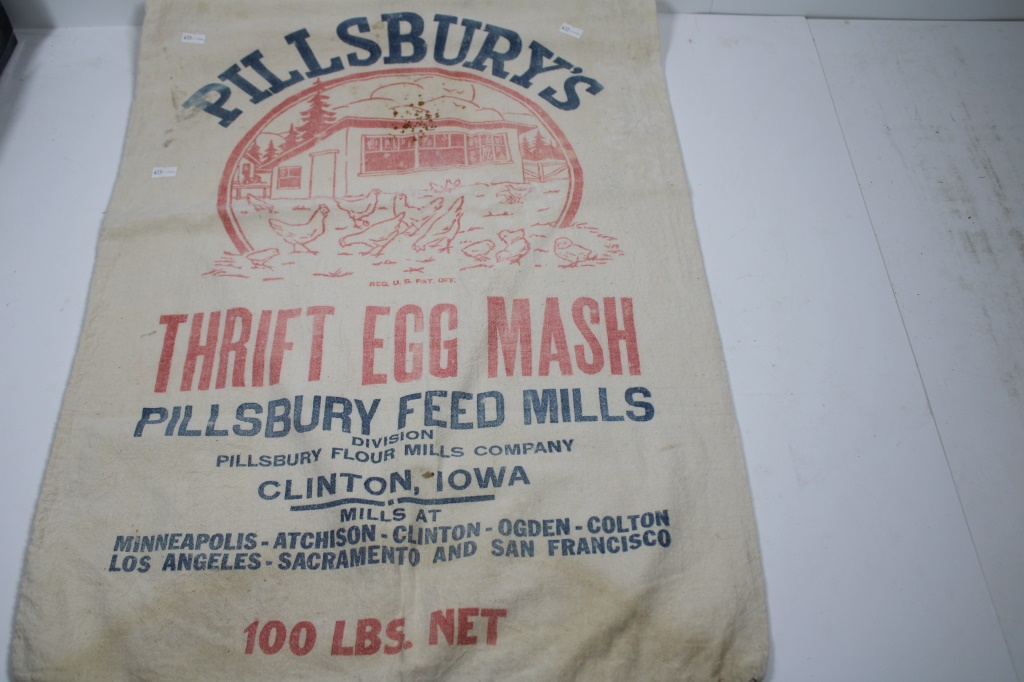 PILLSBURY'S
REG. U. S. PAT. OFF.
THRIFT EGG MASH
PILLSBURY FEED MILLS
DIVISION
PILLSBURY FLOUR MILLS COMPANY
CLINTON, IOWA
MILLS AT
MINNEAPOLIS - ATCHISON - CLINTON - OGDEN - COLTON
LOS ANGELES - SACRAMENTO AND SAN FRANCISCO
100 LBS. NET